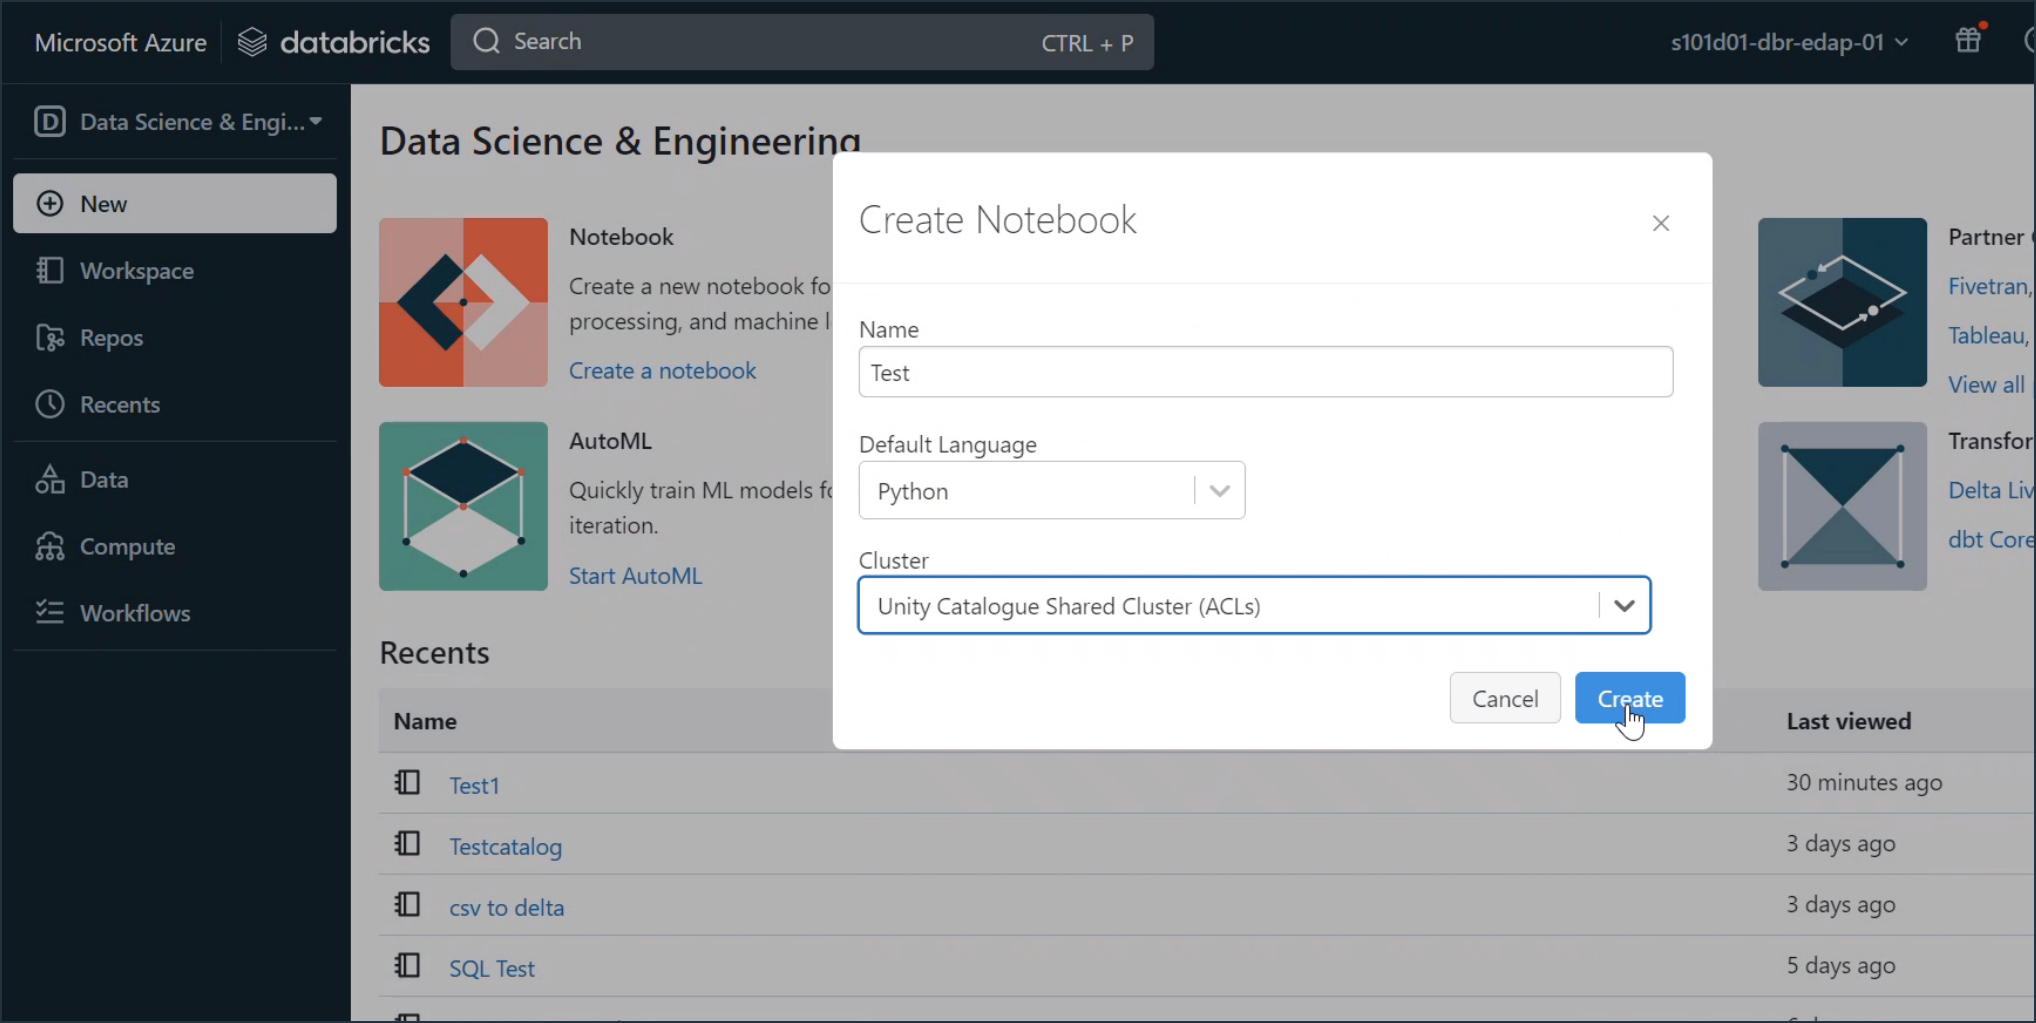 Microsoft Azure
databricks
Search
CTRL + P
s101d01-dbr-edap-01
Data Science & Engi...
New
Workspace
Repos
Recents
Data
Compute
Workflows
Data Science & Engineering
Notebook
Create a new notebook fo
processing, and machine l
Create a notebook
AutoML
Quickly train ML models fo
iteration.
Start AutoML
Create Notebook
Name
Test
Default Language
Python
Cluster
Unity Catalogue Shared Cluster (ACLs)
Cancel
Create
Partner
Fivetran,
Tableau,
View all
Transfor
Delta Liv
dbt Core
Recents
Name
Last viewed
Test1
30 minutes ago
Testcatalog
3 days ago
csv to delta
3 days ago
SQL Test
5 days ago